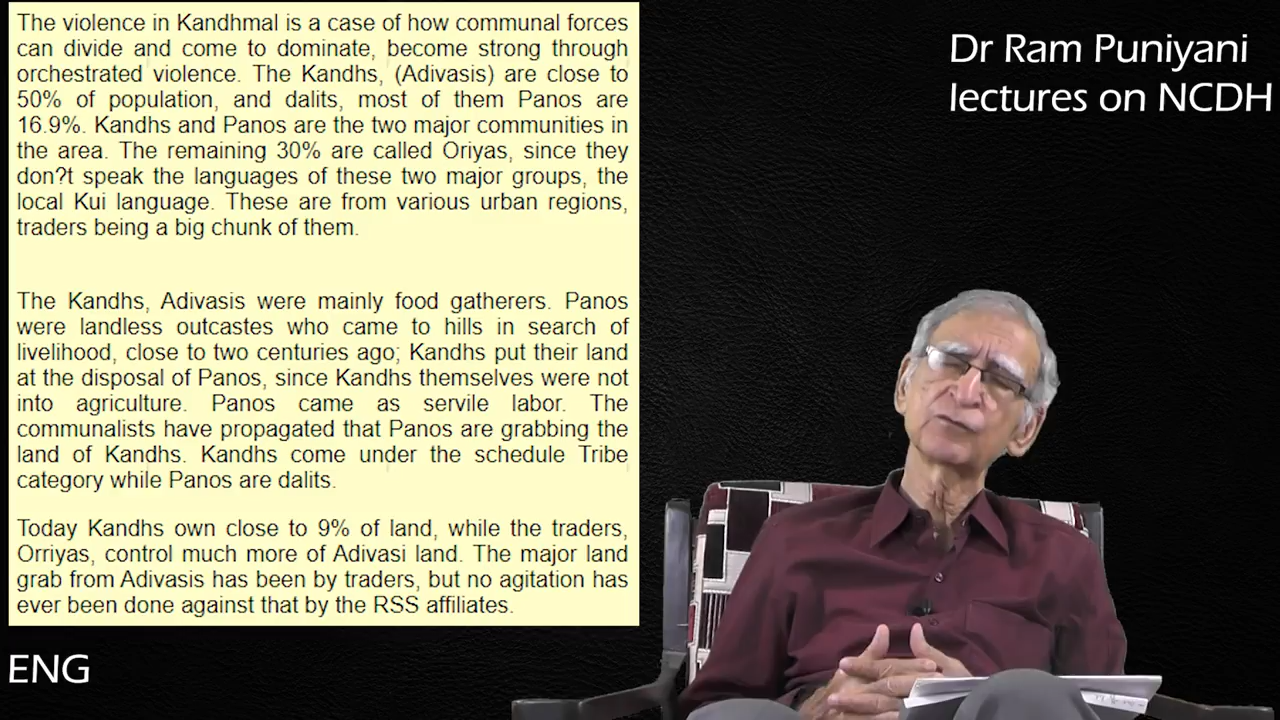 The violence in Kandhmal is a case of how communal forces
can divide and come to dominate, become strong through
orchestrated violence. The Kandhs, (Adivasis) are close to
50% of population, and dalits, most of them Panos are
16.9%. Kandhs and Panos are the two major communities in
the area. The remaining 30% are called Oriyas, since they
don?t speak the languages of these two major groups, the
local Kui language. These are from various urban regions,
traders being a big chunk of them.
The Kandhs, Adivasis were mainly food gatherers. Panos
were landless outcastes who came to hills in search of
livelihood, close to two centuries ago; Kandhs put their land
at the disposal of Panos, since Kandhs themselves were not
into agriculture. Panos came as servile labor. The
communalists have propagated that Panos are grabbing the
land of Kandhs. Kandhs come under the schedule Tribe
category while Panos are dalits.
Today Kandhs own close to 9% of land, while the traders,
Orriyas, control much more of Adivasi land. The major land
grab from Adivasis has been by traders, but no agitation has
ever been done against that by the RSS affiliates.
ENG
Dr Ram Puniyani
lectures on NCDH